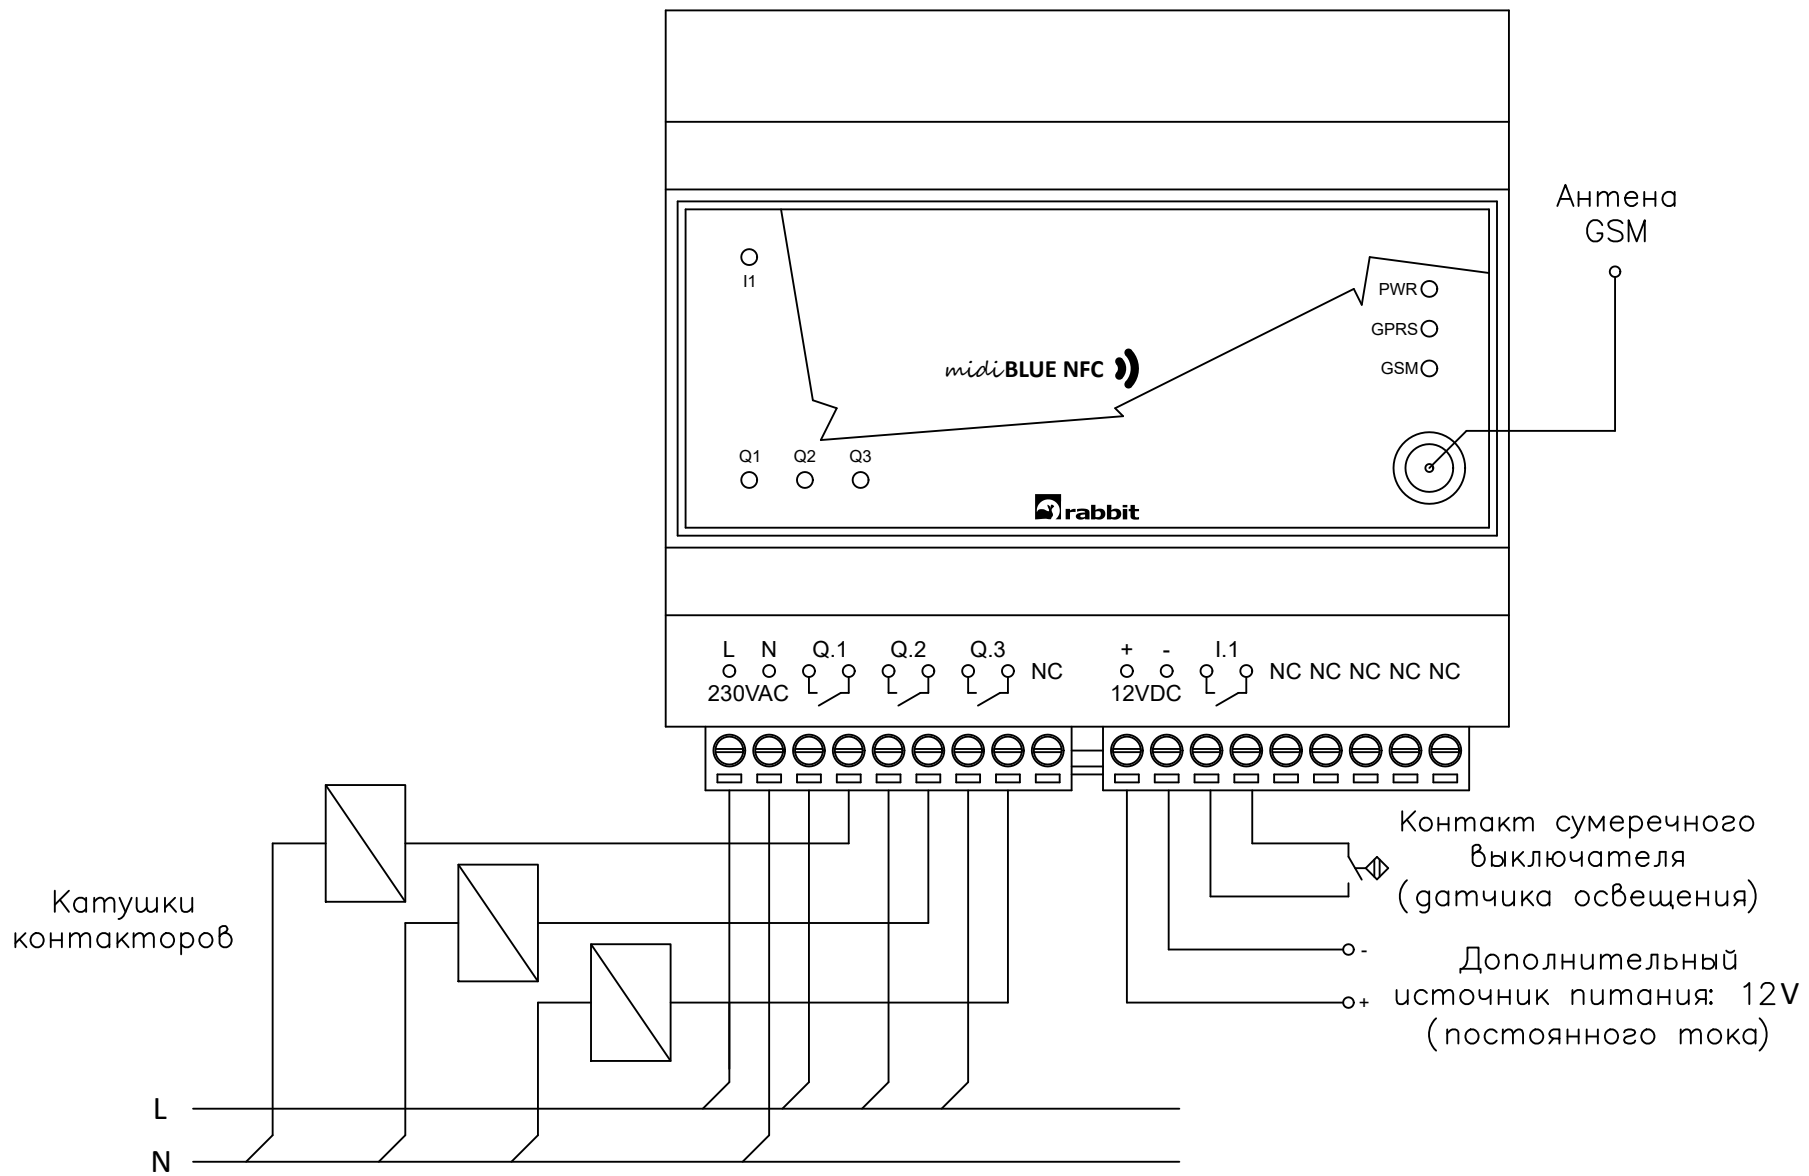 Антена
GSM
I1
PWR
GPRS
GSM
midiBLUE NFC
Q1 Q2 Q3
rabbit
L N Q.1 Q.2 Q.3 + - I.1
NC NC NC NC NC NC
230VAC 12VDC
Контакт сумеречного
выключателя
(датчика освещения)
Катушки
контакторов
-
Дополнительный
+ источник питания: 12V
(постоянного тока)
L
N